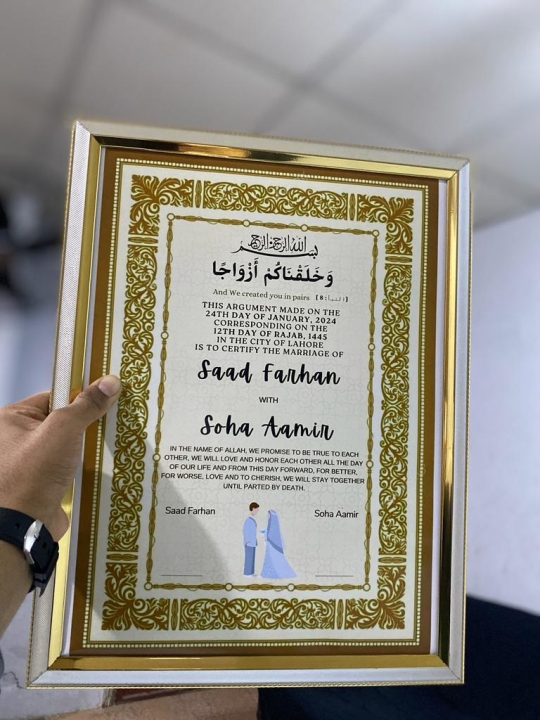 بسم الله الرحمن الرحيم
وَخَلَقْنَاكُمْ أَزْوَاجًا
And We created you in pairs [النبأ: 8]
THIS ARGUMENT MADE ON THE
24TH DAY OF JANUARY, 2024
CORRESPONDING ON THE
12TH DAY OF RAJAB, 1445
IN THE CITY OF LAHORE
IS TO CERTIFY THE MARRIAGE OF
Saad Farhan
WITH
Soha Aamir
IN THE NAME OF ALLAH, WE PROMISE TO BE TRUE TO EACH
OTHER, WE WILL LOVE AND HONOR EACH OTHER ALL THE DAY
OF OUR LIFE AND FROM THIS DAY FORWARD, FOR BETTER,
FOR WORSE, LOVE AND TO CHERISH, WE WILL STAY TOGETHER
UNTIL PARTED BY DEATH.
Saad Farhan
Soha Aamir